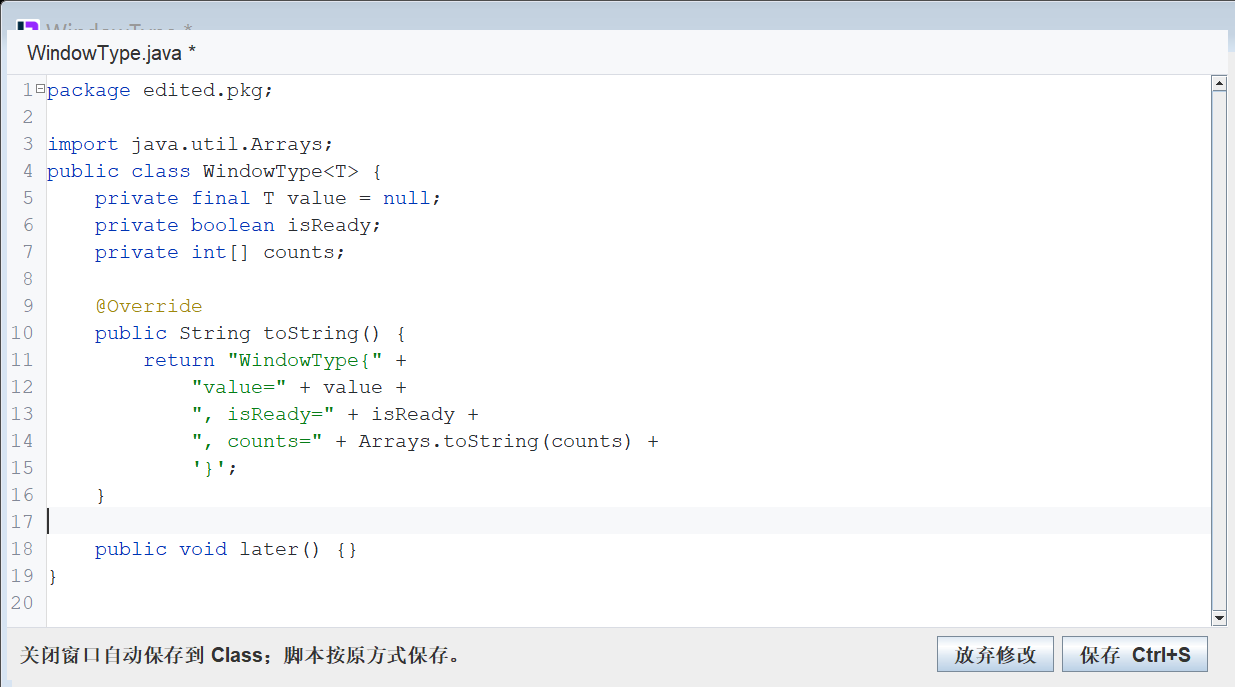 WindowType *
WindowType.java *
1 package edited.pkg;
2
3 import java.util.Arrays;
4 public class WindowType<T> {
5     private final T value = null;
6     private boolean isReady;
7     private int[] counts;
8
9     @Override
10     public String toString() {
11         return "WindowType{" +
12             "value=" + value +
13             ", isReady=" + isReady +
14             ", counts=" + Arrays.toString(counts) +
15             '}';
16     }
17
18     public void later() {}
19 }
20
关闭窗口自动保存到 Class；脚本按原方式保存。
放弃修改
保存 Ctrl+S